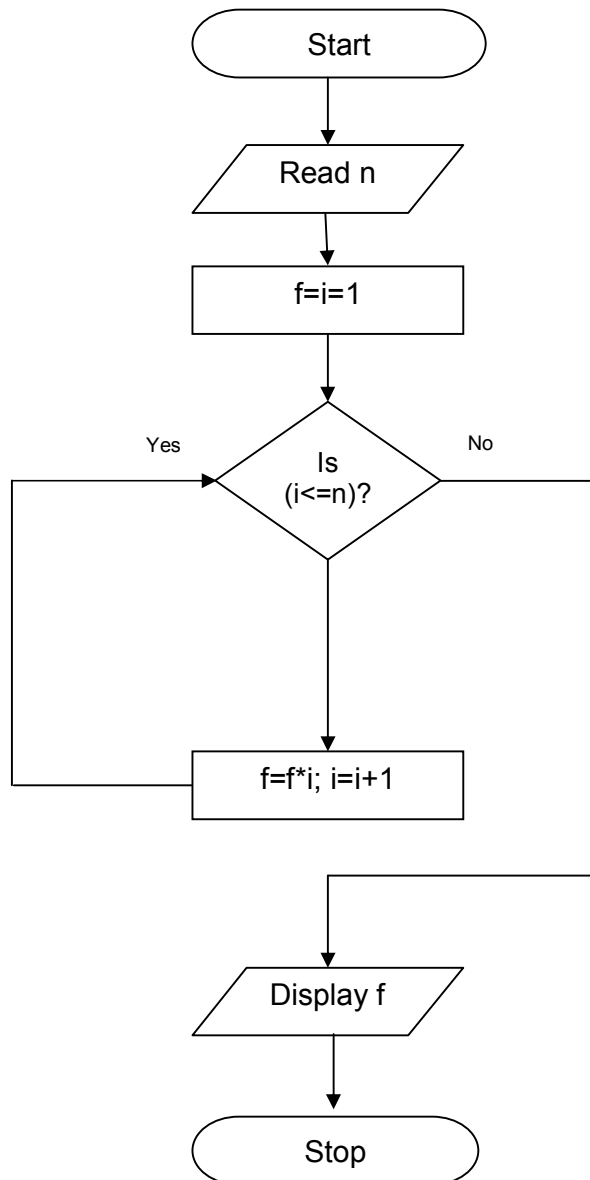 Start
Read n
f=i=1
Yes
No
Is
(i<=n)?
f=f*i; i=i+1
Display f
Stop